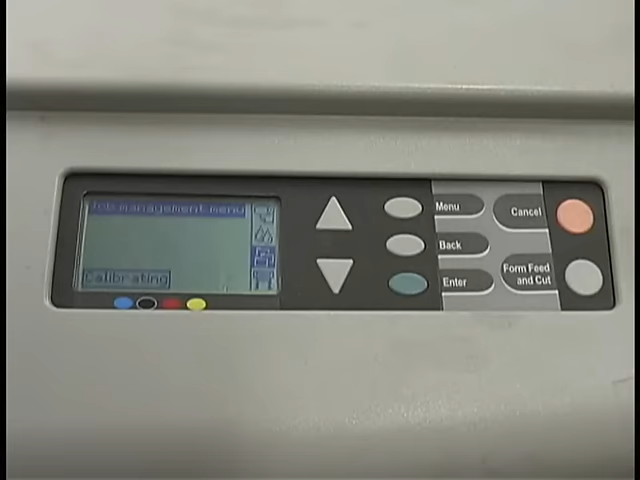 Job management menu
Calibrating
Menu
Back
Enter
Cancel
Form Feed
and Cut